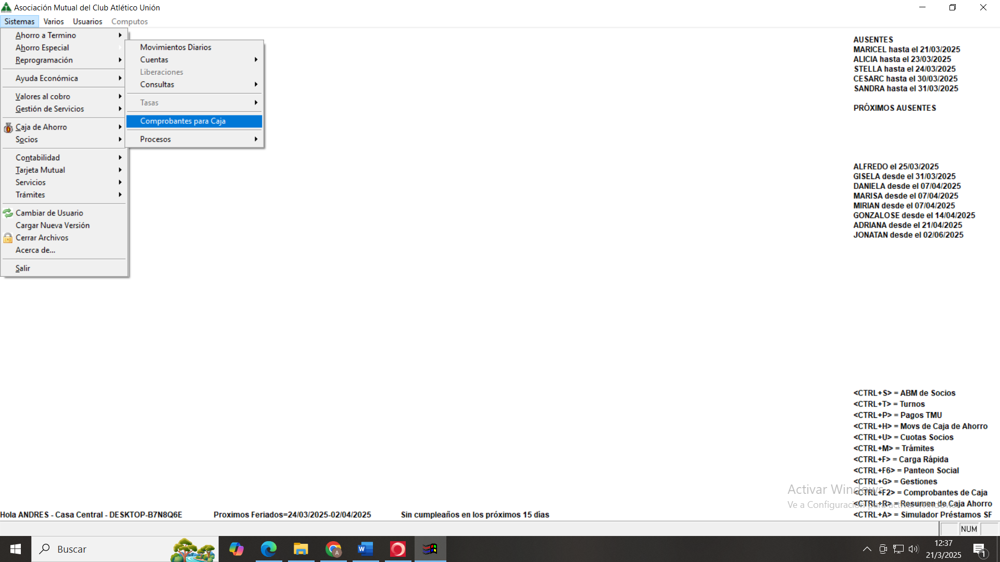 Asociación Mutual del Club Atlético Unión
Sistemas Varios Usuarios Computos
Ahorro a Termino
Ahorro Especial
Reprogramación
Ayuda Económica
Valores al cobro
Gestión de Servicios
Caja de Ahorro
Socios
Contabilidad
Tarjeta Mutual
Servicios
Trámites
Cambiar de Usuario
Cargar Nueva Versión
Cerrar Archivos
Acerca de...
Salir
Movimientos Diarios
Cuentas
Liberaciones
Consultas
Tasas
Comprobantes para Caja
Procesos
AUSENTES
MARICEL hasta el 21/03/2025
ALICIA hasta el 23/03/2025
STELLA hasta el 24/03/2025
CESARC hasta el 30/03/2025
SANDRA hasta el 31/03/2025
PRÓXIMOS AUSENTES
ALFREDO el 25/03/2025
GISELA desde el 31/03/2025
DANIELA desde el 07/04/2025
MARISA desde el 07/04/2025
MIRIAN desde el 07/04/2025
GONZALOSE desde el 14/04/2025
ADRIANA desde el 21/04/2025
JONATAN desde el 02/06/2025
<CTRL+S> = ABM de Socios
<CTRL+T> = Turnos
<CTRL+P> = Pagos TMU
<CTRL+H> = Movs de Caja de Ahorro
<CTRL+U> = Cuotas Socios
<CTRL+M> = Trámites
<CTRL+F> = Carga Rápida
<CTRL+F6> = Panteon Social
<CTRL+G> = Gestiones
<CTRL+F2> = Comprobantes de Caja
<CTRL+R> = Resumen de Caja Ahorro
<CTRL+A> = Simulador Préstamos SF
Activar Windows
Ve a Configuración para activar Windows.
Hola ANDRES - Casa Central - DESKTOP-B7N8Q6E
Proximos Feriados=24/03/2025-02/04/2025
Sin cumpleaños en los próximos 15 días
NUM
Buscar
12:37
21/3/2025
1